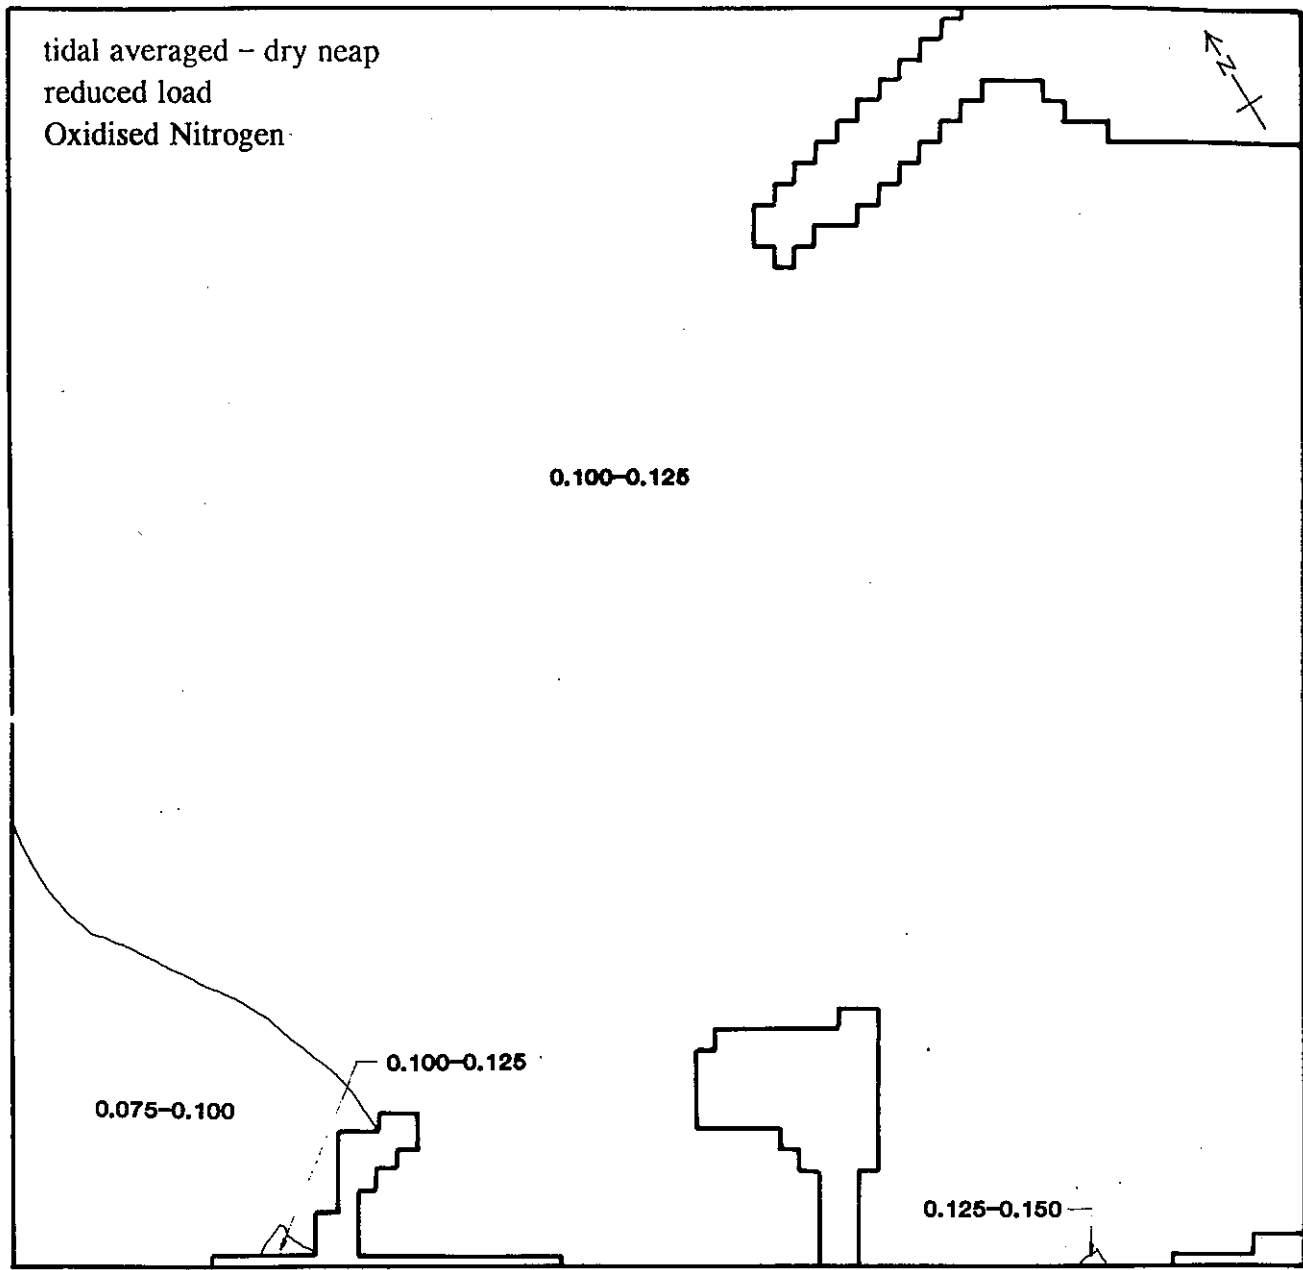 tidal averaged – dry neap
reduced load
Oxidised Nitrogen
N
0.100–0.125
0.100–0.125
0.075–0.100
0.125–0.150